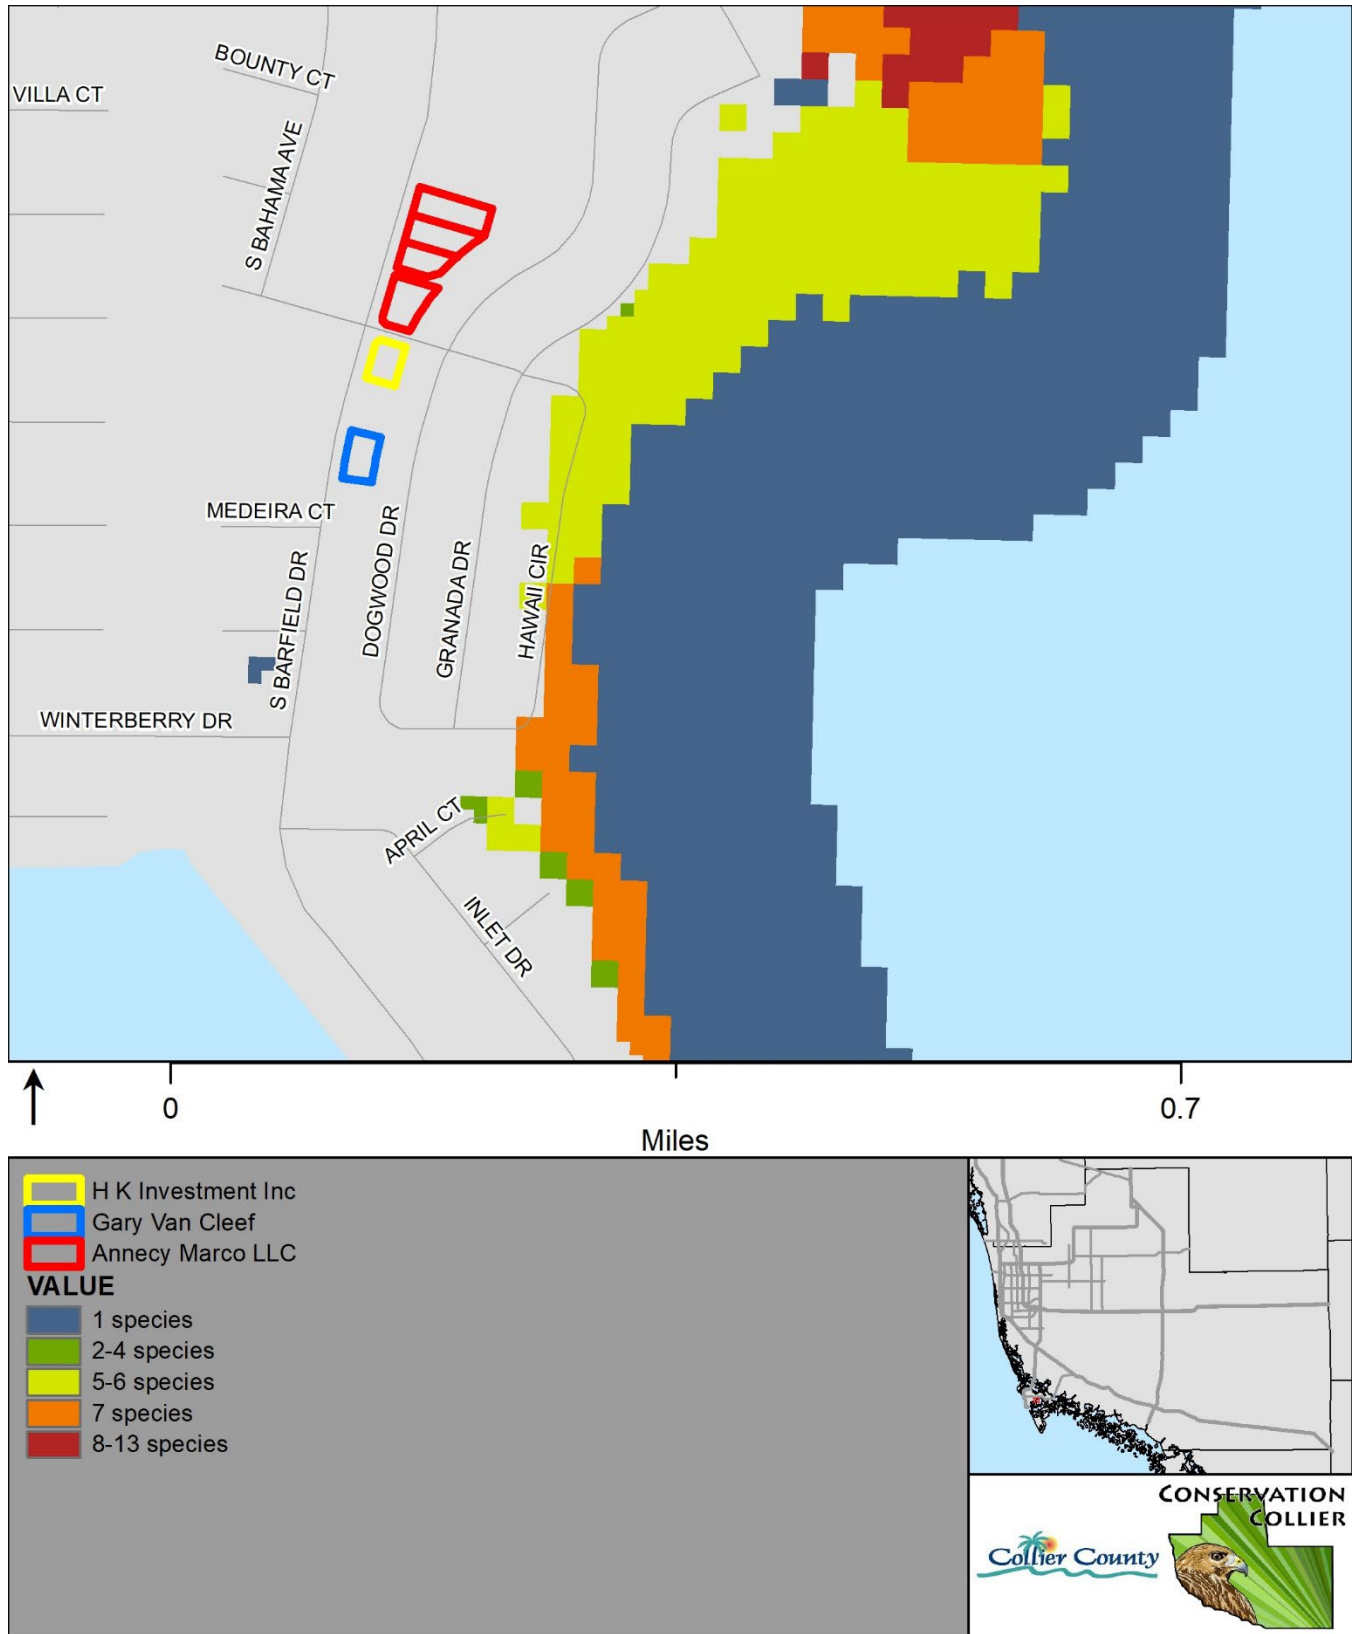 BOUNTY CT
VILLA CT
S BAHAMA AVE
MEDEIRA CT
DOGWOOD DR
GRANADA DR
HAWAII CIR
S BARFIELD DR
WINTERBERRY DR
APRIL CT
INLET DR
0
0.7
Miles
H K Investment Inc
Gary Van Cleef
Annecy Marco LLC
VALUE
1 species
2-4 species
5-6 species
7 species
8-13 species
CONSERVATION
COLLIER
Collier County